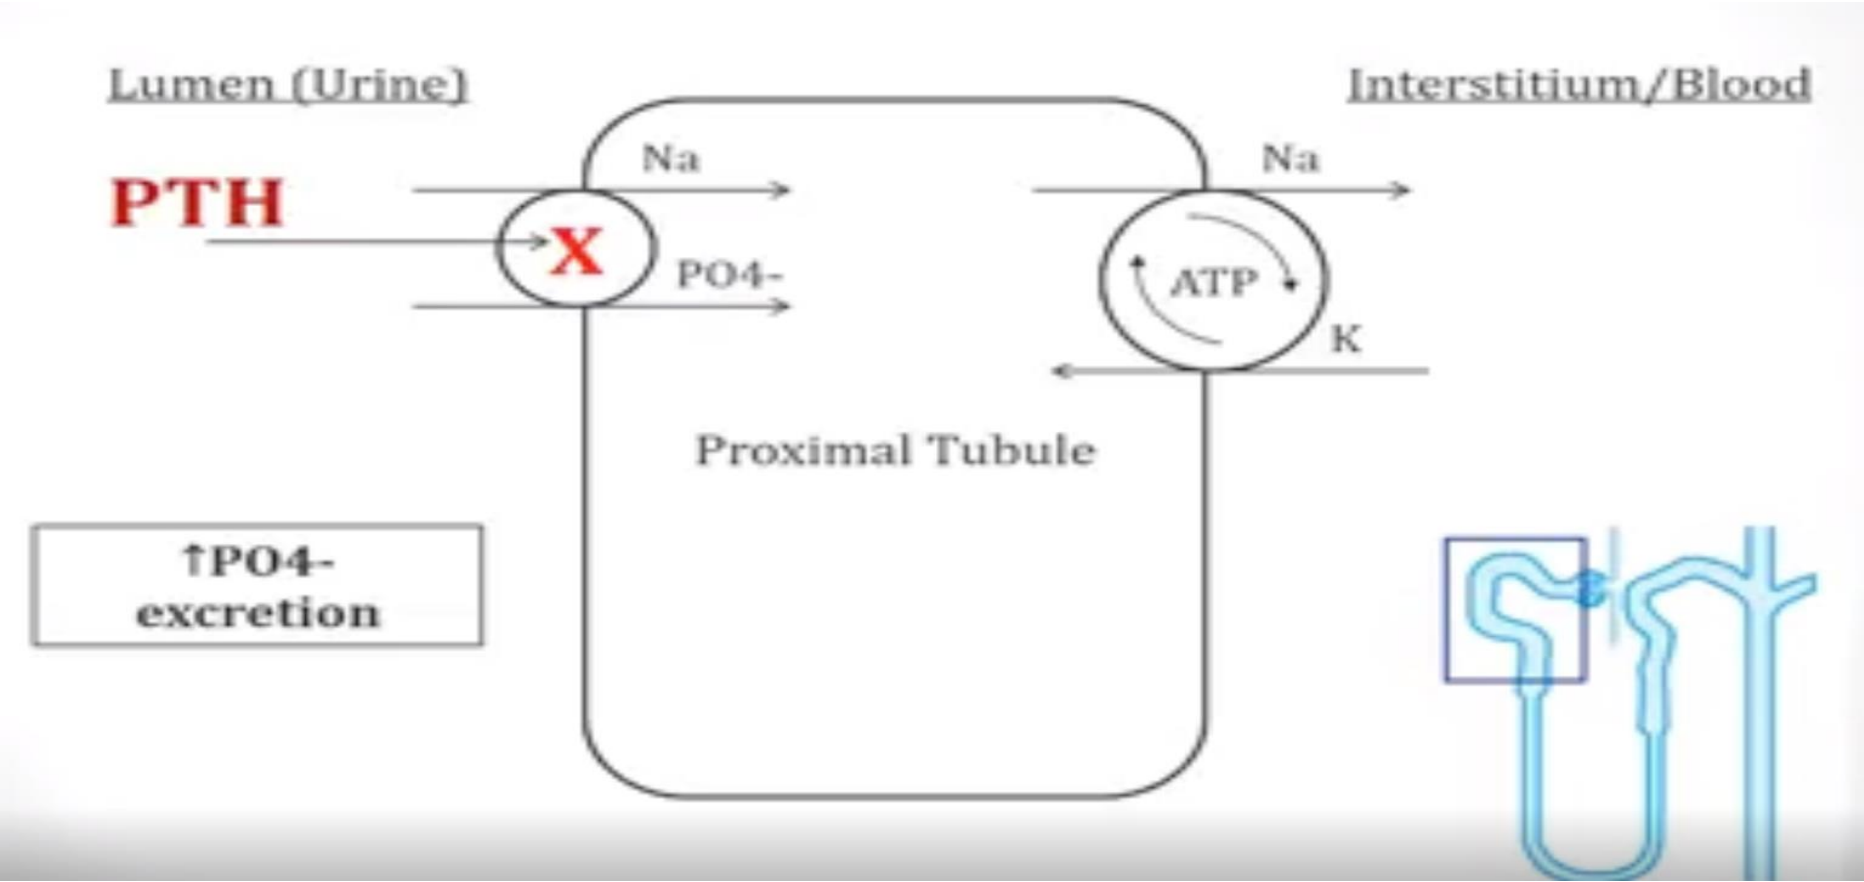 Lumen (Urine)
Interstitium/Blood
PTH
Na
X
PO4-
Na
ATP
K
Proximal Tubule
↑PO4-
excretion